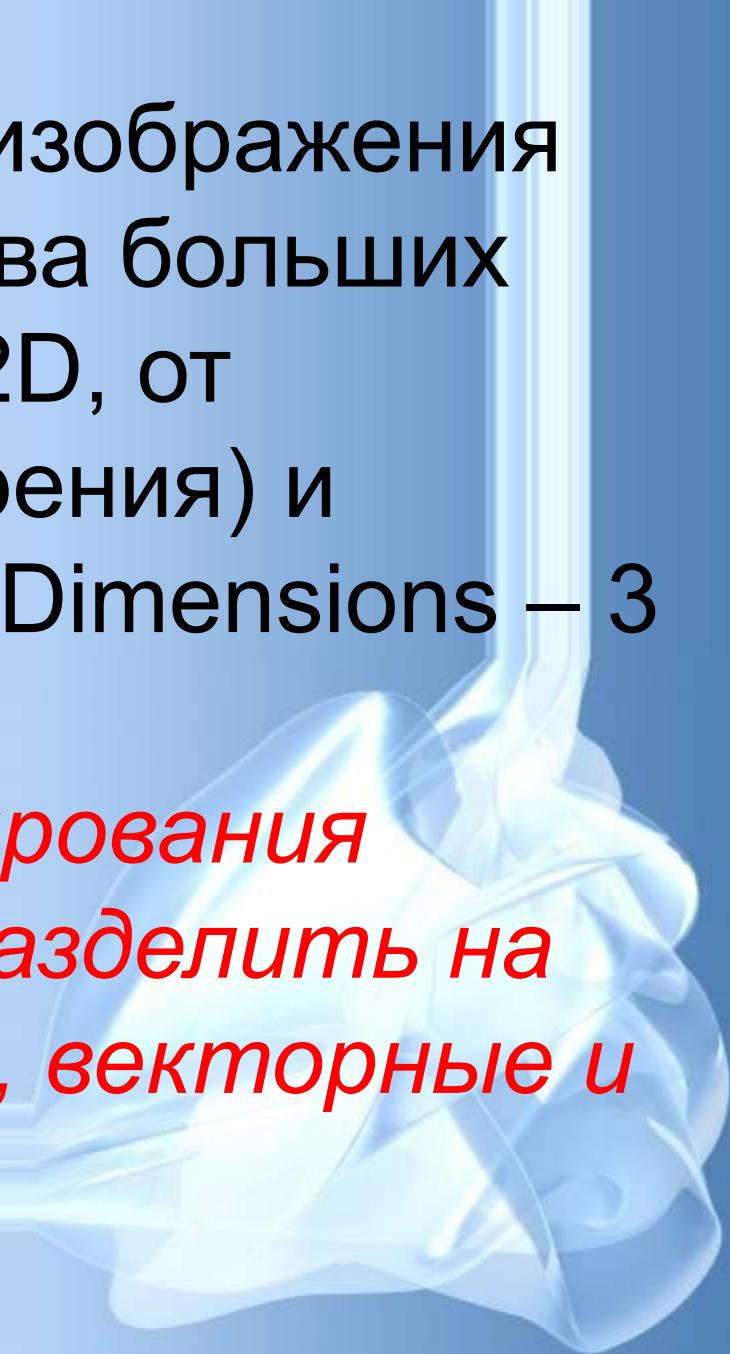 изображения
ва больших
2D, от
рения) и
Dimensions – 3
рования
азделить на
, векторные и